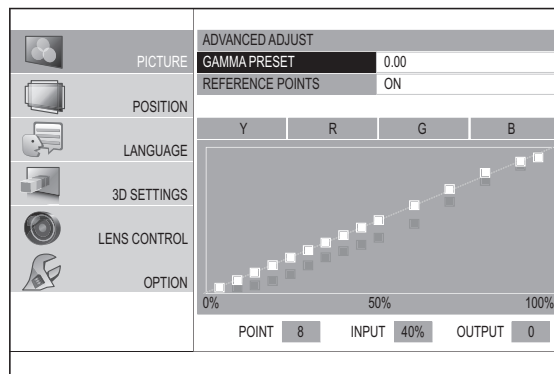 PICTURE
POSITION
LANGUAGE
3D SETTINGS
LENS CONTROL
OPTION
ADVANCED ADJUST
GAMMA PRESET 0.00
REFERENCE POINTS ON
Y R G B
0% 50% 100%
POINT 8 INPUT 40% OUTPUT 0